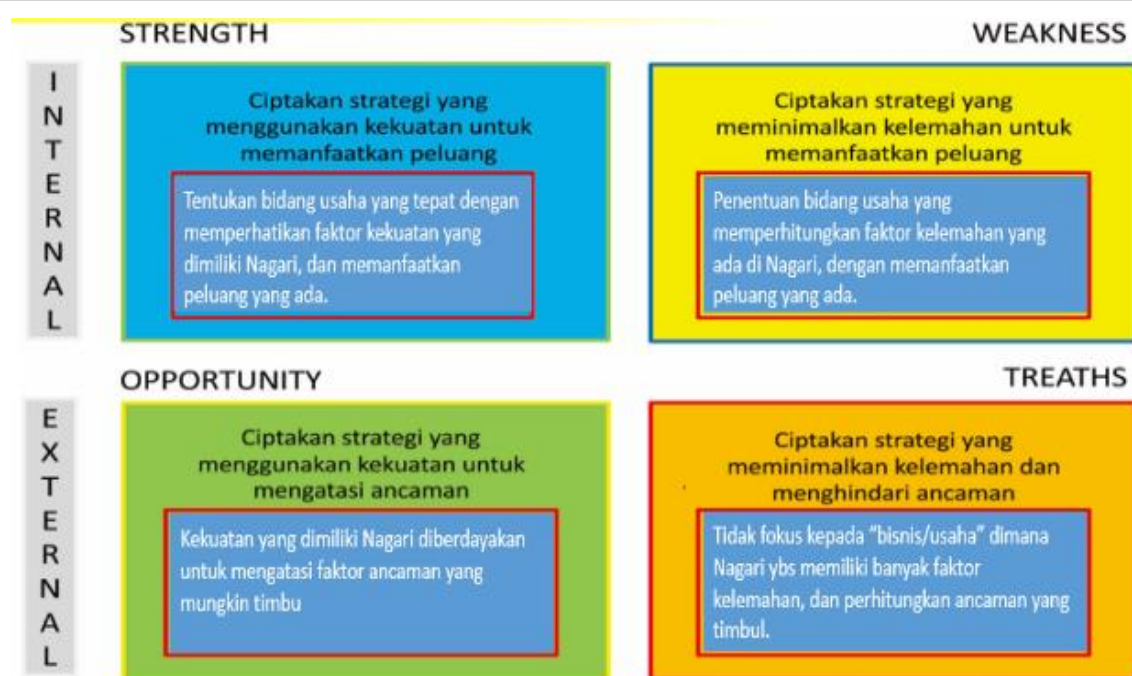 STRENGTH
WEAKNESS
INTERNAL
Ciptakan strategi yang
menggunakan kekuatan untuk
memanfaatkan peluang
Tentukan bidang usaha yang tepat dengan
memperhatikan faktor kekuatan yang
dimiliki Nagari, dan memanfaatkan
peluang yang ada.
Ciptakan strategi yang
meminimalkan kelemahan untuk
memanfaatkan peluang
Penentuan bidang usaha yang
memperhitungkan faktor kelemahan yang
ada di Nagari, dengan memanfaatkan
peluang yang ada.
OPPORTUNITY
TREATHS
EXTERNAL
Ciptakan strategi yang
menggunakan kekuatan untuk
mengatasi ancaman
Kekuatan yang dimiliki Nagari diberdayakan
untuk mengatasi faktor ancaman yang
mungkin timbu
Ciptakan strategi yang
meminimalkan kelemahan dan
menghindari ancaman
Tidak fokus kepada "bisnis/usaha" dimana
Nagari ybs memiliki banyak faktor
kelemahan, dan perhitungkan ancaman yang
timbul.